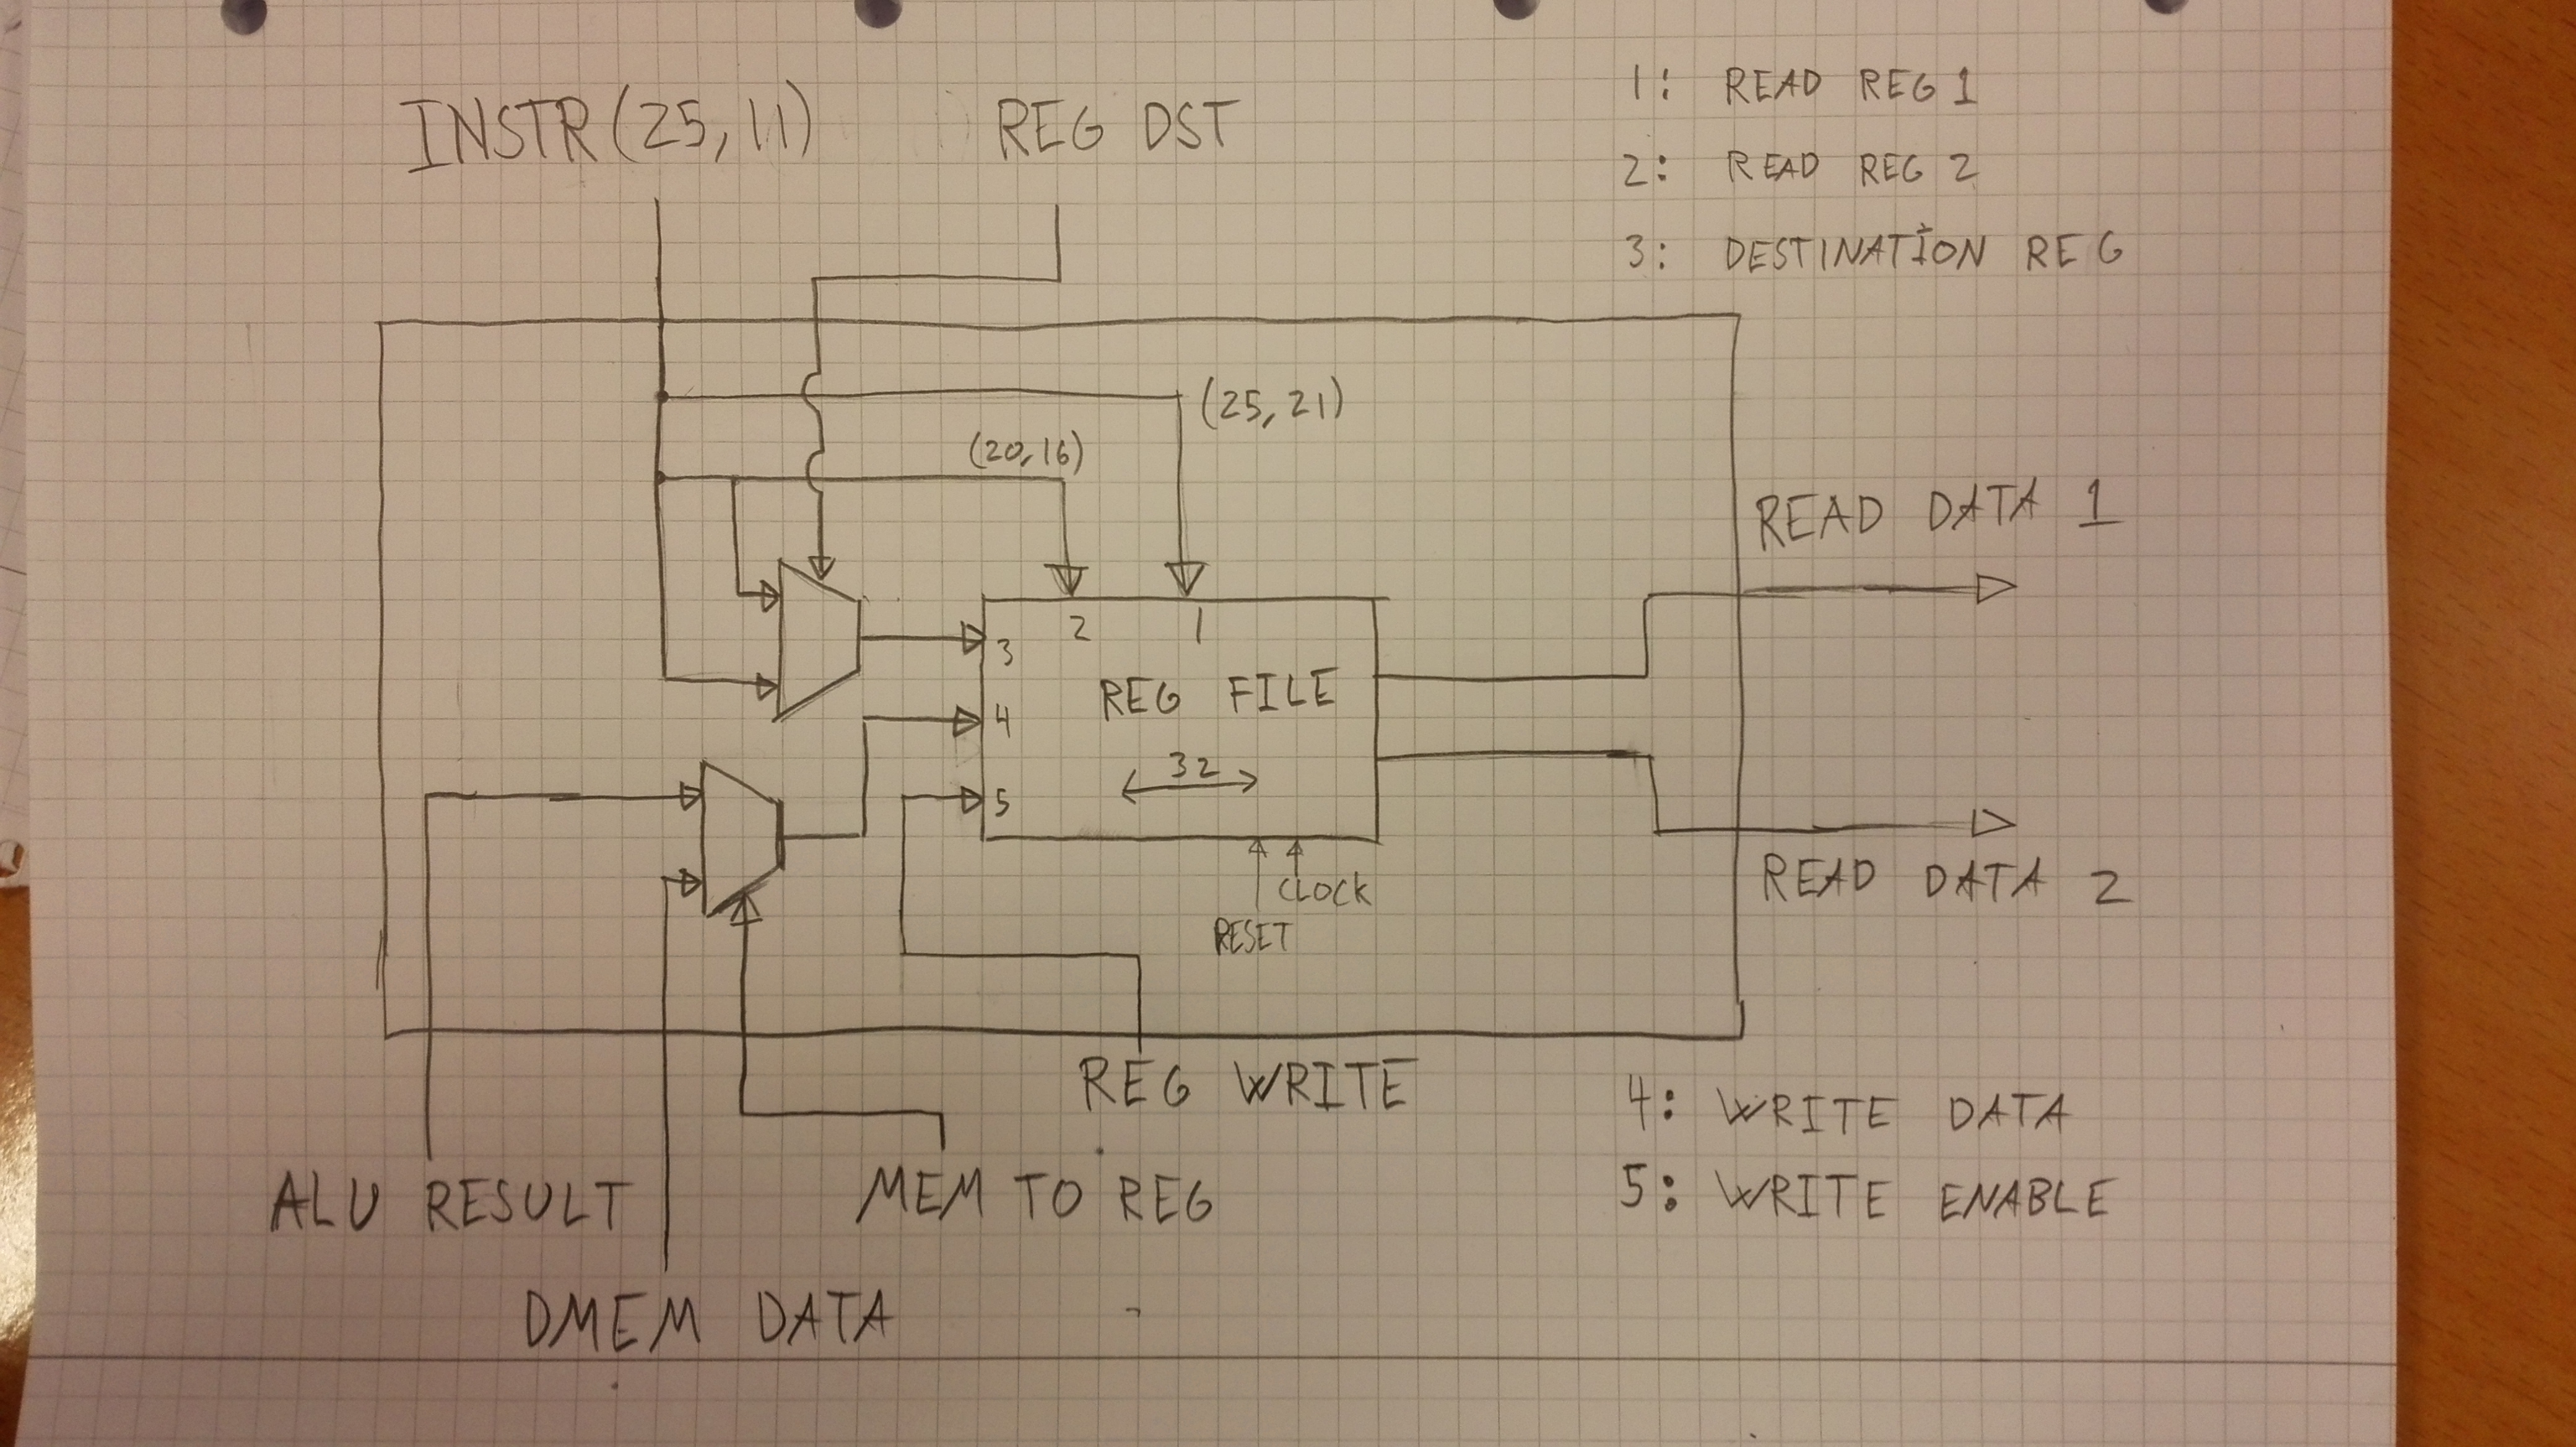 INSTR(25,11)
REG DST
1: READ REG 1
2: READ REG 2
3: DESTINATION REG
(25,21)
(20,16)
READ DATA 1
2
1
3
REG FILE
4
32
5
CLOCK
RESET
READ DATA 2
REG WRITE
4: WRITE DATA
ALU RESULT
MEM TO REG
5: WRITE ENABLE
DMEM DATA